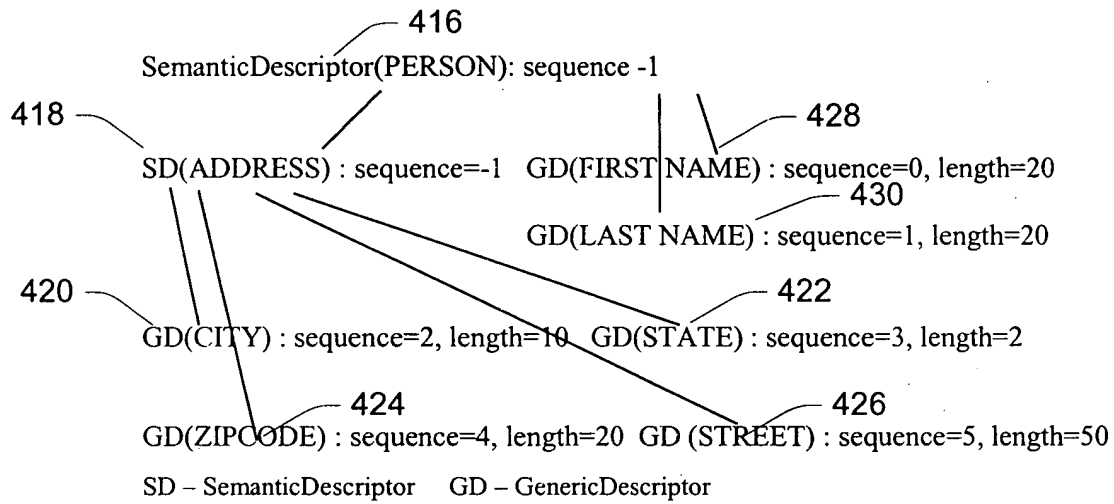 416
SemanticDescriptor(PERSON): sequence -1
418
428
SD(ADDRESS) : sequence=-1 GD(FIRST NAME) : sequence=0, length=20
430
GD(LAST NAME) : sequence=1, length=20
420
422
GD(CITY) : sequence=2, length=10 GD(STATE) : sequence=3, length=2
424
426
GD(ZIPCODE) : sequence=4, length=20 GD (STREET) : sequence=5, length=50
SD – SemanticDescriptor GD – GenericDescriptor